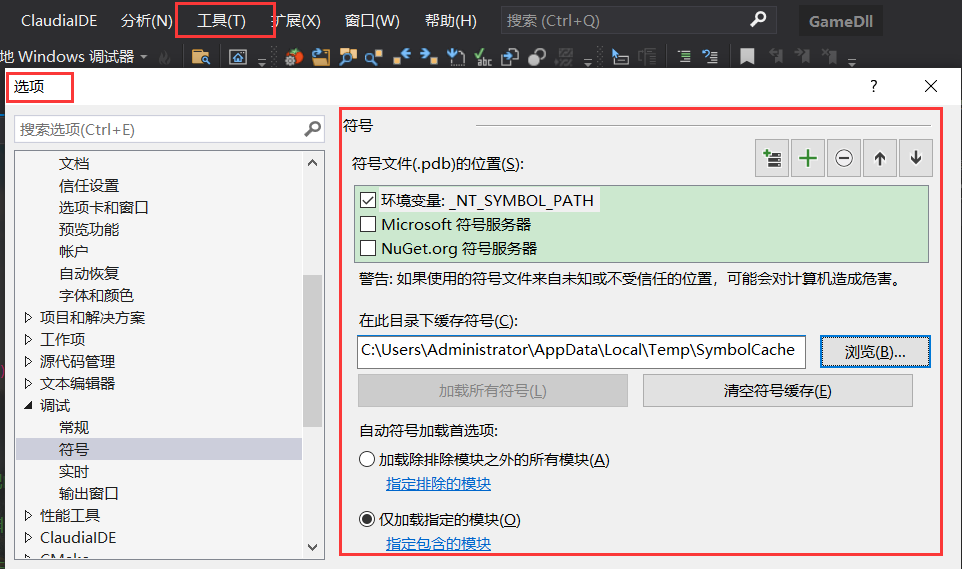 ClaudiaIDE 分析(N) 工具(T) 扩展(X) 窗口(W) 帮助(H) 搜索 (Ctrl+Q) GameDll
地 Windows 调试器
选项 ?
搜索选项(Ctrl+E)
文档
信任设置
选项卡和窗口
预览功能
帐户
自动恢复
字体和颜色
项目和解决方案
工作项
源代码管理
文本编辑器
调试
常规
符号
实时
输出窗口
性能工具
ClaudiaIDE
CMake
符号
符号文件(.pdb)的位置(S):
环境变量: _NT_SYMBOL_PATH
Microsoft 符号服务器
NuGet.org 符号服务器
警告: 如果使用的符号文件来自未知或不受信任的位置，可能会对计算机造成危害。
在此目录下缓存符号(C):
C:\Users\Administrator\AppData\Local\Temp\SymbolCache 浏览(B)...
加载所有符号(L) 清空符号缓存(E)
自动符号加载首选项:
加载除排除模块之外的所有模块(A)
指定排除的模块
仅加载指定的模块(O)
指定包含的模块